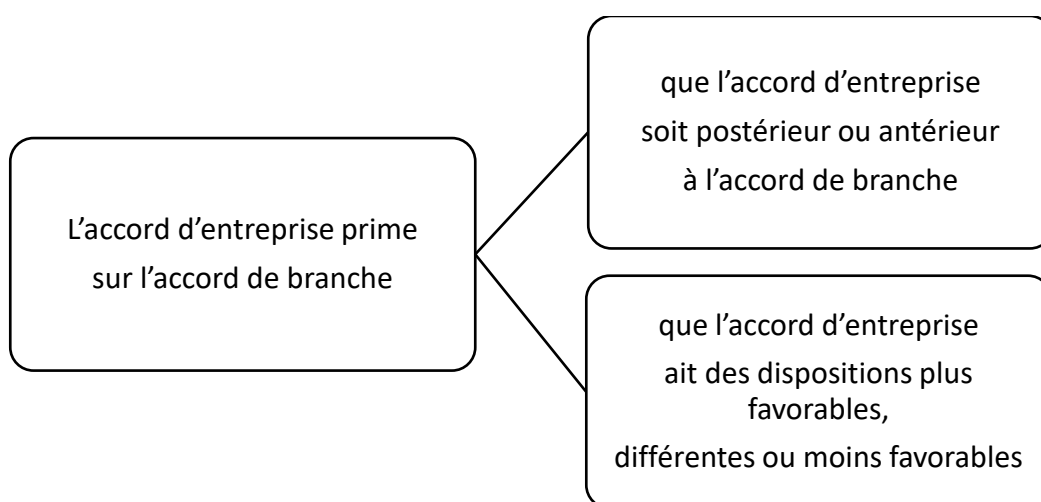 L’accord d’entreprise prime
sur l’accord de branche
que l’accord d’entreprise
soit postérieur ou antérieur
à l’accord de branche
que l’accord d’entreprise
ait des dispositions plus
favorables,
différentes ou moins favorables